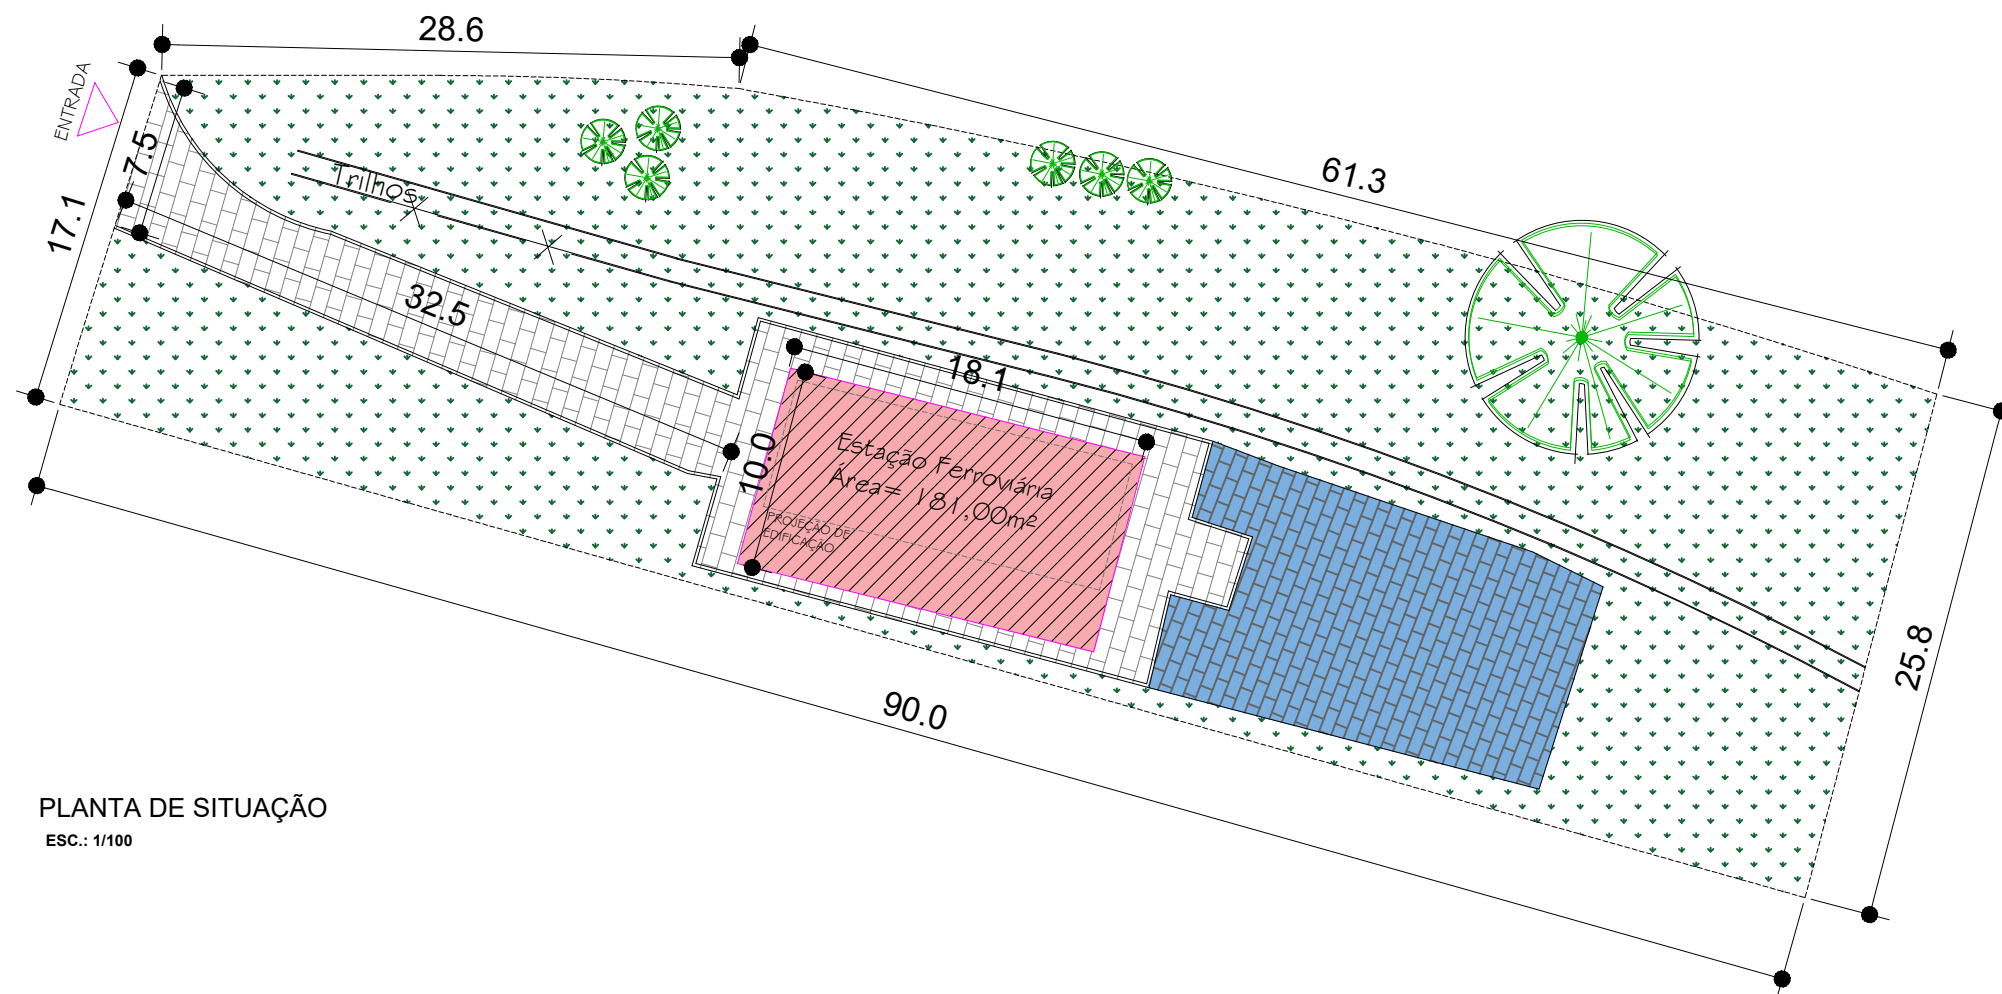 28.6
ENTRADA
61.3
7.5
Trilhos
17.1
32.5
18.1
10.0
Estação Ferroviária
Área= 181,00m²
PROJEÇÃO DE
EDIFICAÇÃO
25.8
90.0
PLANTA DE SITUAÇÃO
ESC.: 1/100